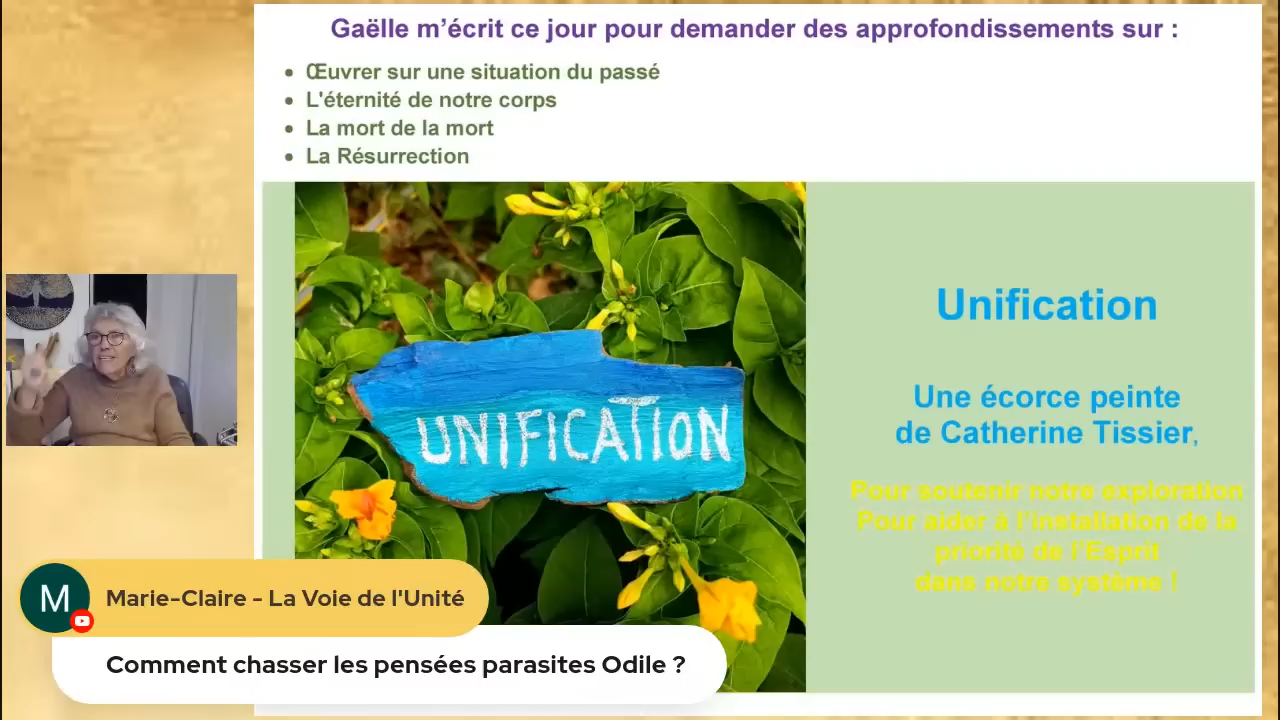 Gaëlle m’écrit ce jour pour demander des approfondissements sur :
• Œuvrer sur une situation du passé
• L'éternité de notre corps
• La mort de la mort
• La Résurrection
UNIFICATION
Unification
Une écorce peinte
de Catherine Tissier,
Pour soutenir notre exploration
Pour aider à l'installation de la
priorité de l'Esprit
dans notre système !
M
Marie-Claire - La Voie de l'Unité
Comment chasser les pensées parasites Odile ?